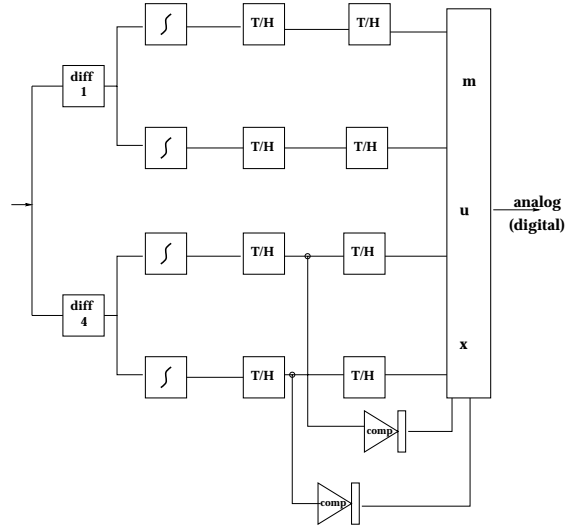 T/H T/H
diff
1
m
T/H T/H
u
analog
(digital)
T/H T/H
diff
4
x
T/H T/H
comp
comp